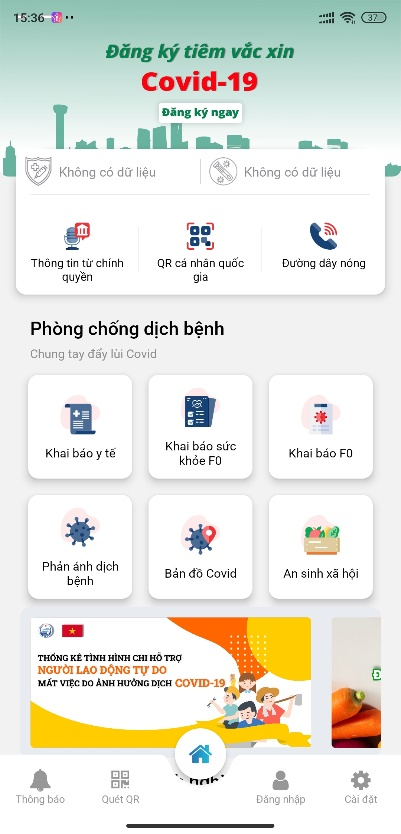 15:36
37
Đăng ký tiêm vắc xin
Covid-19
Đăng ký ngay
Không có dữ liệu
Không có dữ liệu
Thông tin từ chính
quyền
QR cá nhân quốc
gia
Đường dây nóng
Phòng chống dịch bệnh
Chung tay đẩy lùi Covid
Khai báo y tế
Khai báo sức
khỏe F0
Khai báo F0
Phản ánh dịch
bệnh
Bản đồ Covid
An sinh xã hội
THỐNG KÊ TÌNH HÌNH CHI HỖ TRỢ
NGƯỜI LAO ĐỘNG TỰ DO
MẤT VIỆC DO ẢNH HƯỞNG DỊCH COVID-19
Thông báo
Quét QR
Đăng nhập
Cài đặt